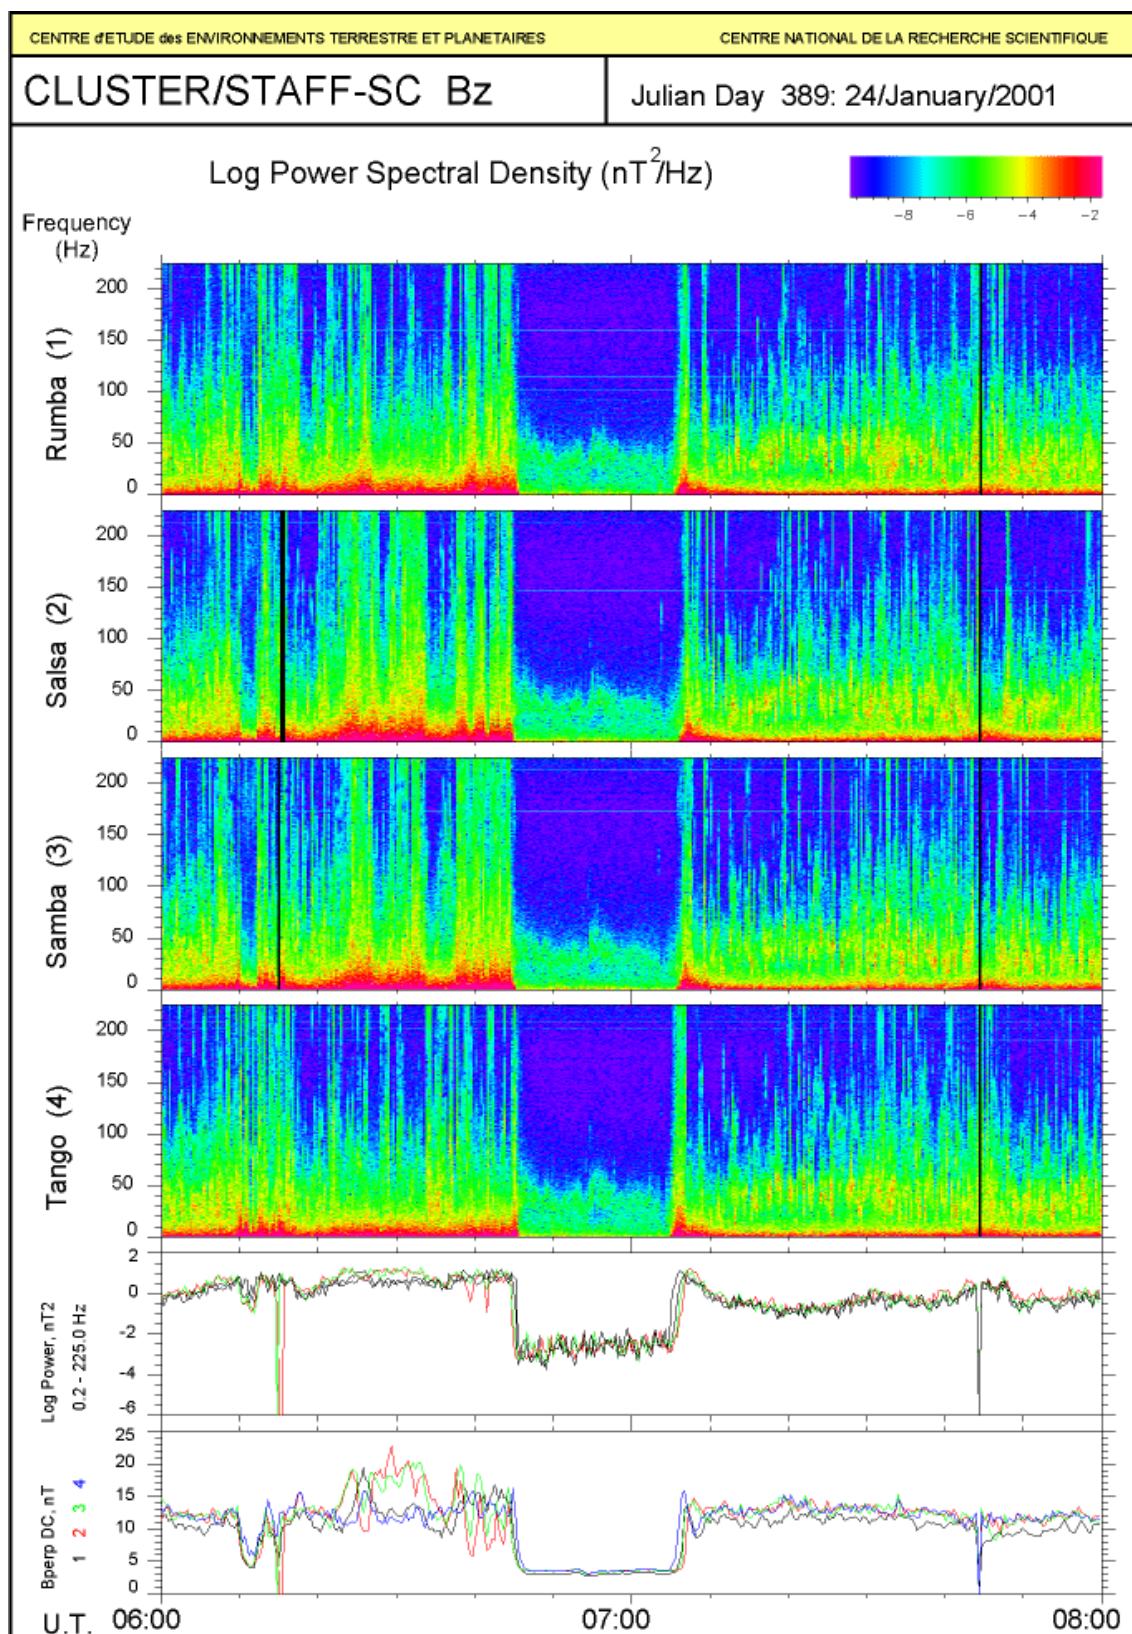 CENTRE d'ETUDE des ENVIRONNEMENTS TERRESTRE ET PLANETAIRES CENTRE NATIONAL DE LA RECHERCHE SCIENTIFIQUE
CLUSTER/STAFF-SC Bz Julian Day 389: 24/January/2001
Log Power Spectral Density (nT²/Hz)
-8 -6 -4 -2
Frequency
(Hz)
Rumba (1)
200
150
100
50
0
Salsa (2)
200
150
100
50
0
Samba (3)
200
150
100
50
0
Tango (4)
200
150
100
50
0
Log Power, nT2
0.2 - 225.0 Hz
2
0
-2
-4
-6
Bperp DC, nT
1 2 3 4
25
20
15
10
5
0
U.T. 06:00 07:00 08:00